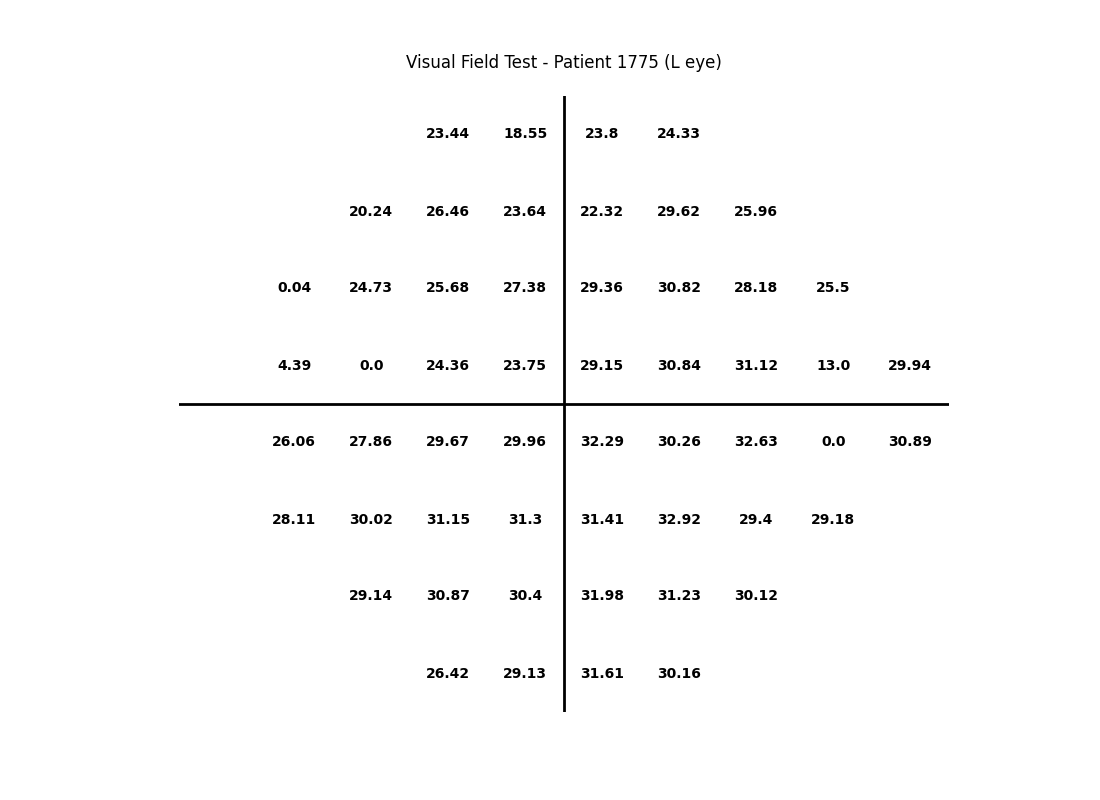 Visual Field Test - Patient 1775 (L eye)
23.44 18.55 23.8 24.33
20.24 26.46 23.64 22.32 29.62 25.96
0.04 24.73 25.68 27.38 29.36 30.82 28.18 25.5
4.39 0.0 24.36 23.75 29.15 30.84 31.12 13.0 29.94
26.06 27.86 29.67 29.96 32.29 30.26 32.63 0.0 30.89
28.11 30.02 31.15 31.3 31.41 32.92 29.4 29.18
29.14 30.87 30.4 31.98 31.23 30.12
26.42 29.13 31.61 30.16